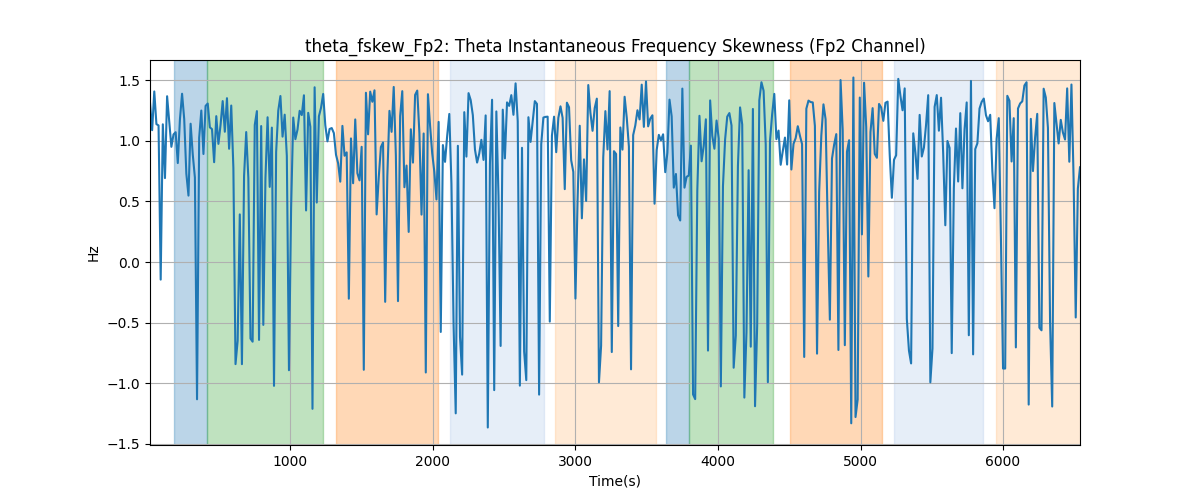 theta_fskew_Fp2: Theta Instantaneous Frequency Skewness (Fp2 Channel)
1.5
1.0
0.5
0.0
−0.5
−1.0
−1.5
Hz
1000 2000 3000 4000 5000 6000
Time(s)